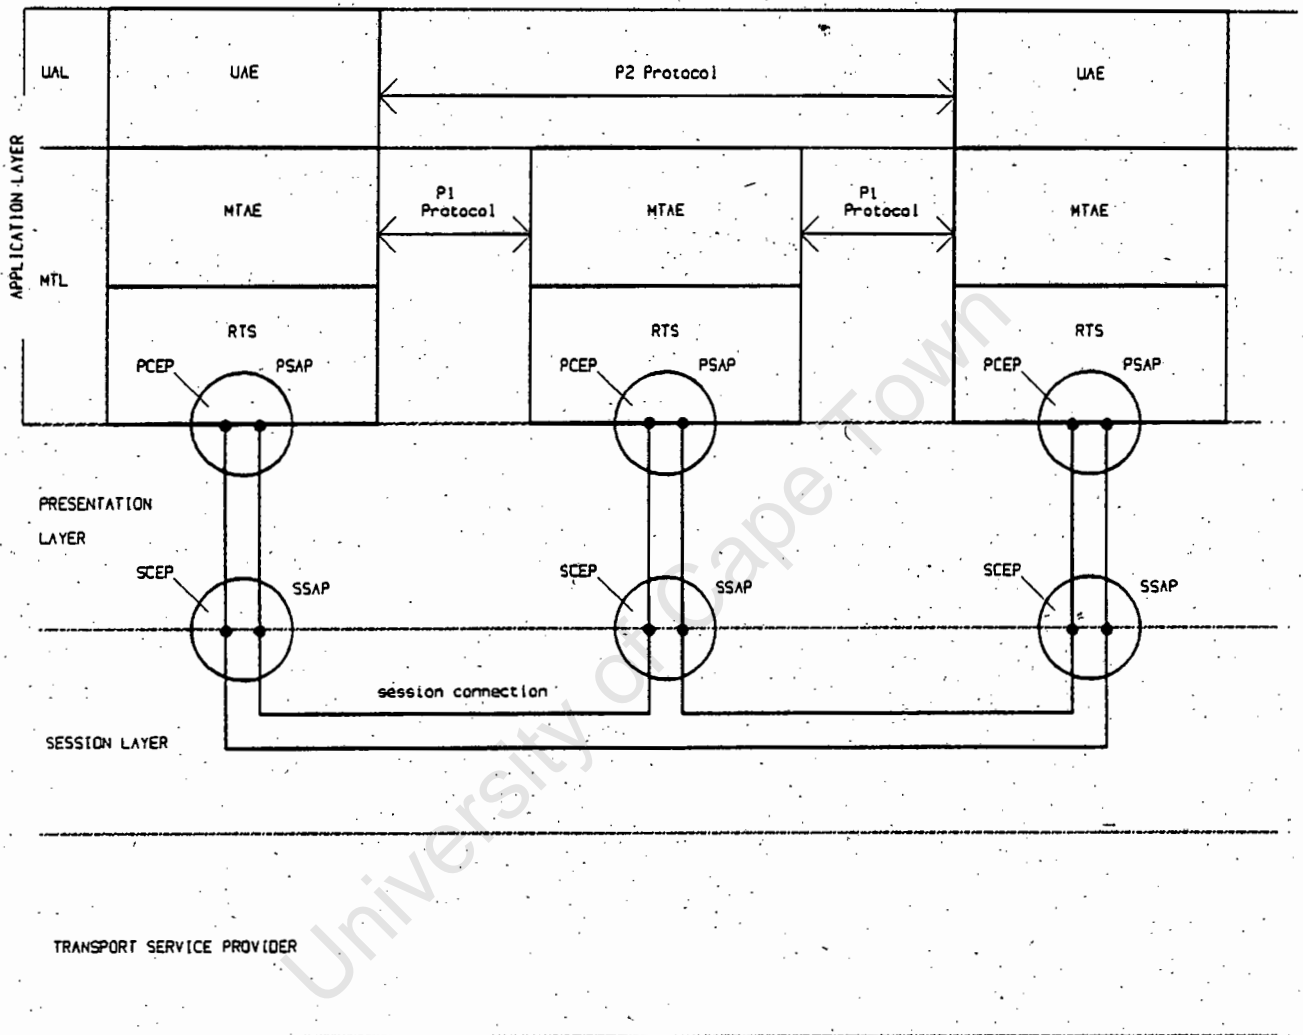 UAL
UAE
P2 Protocol
UAE
APPLICATION LAYER
MTAE
P1
Protocol
MTAE
P1
Protocol
MTAE
MTL
RTS
RTS
RTS
PCEP
PSAP
PCEP
PSAP
PCEP
PSAP
PRESENTATION
LAYER
SCEP
SSAP
SCEP
SSAP
SCEP
SSAP
session connection
SESSION LAYER
TRANSPORT SERVICE PROVIDER
University of Cape Town